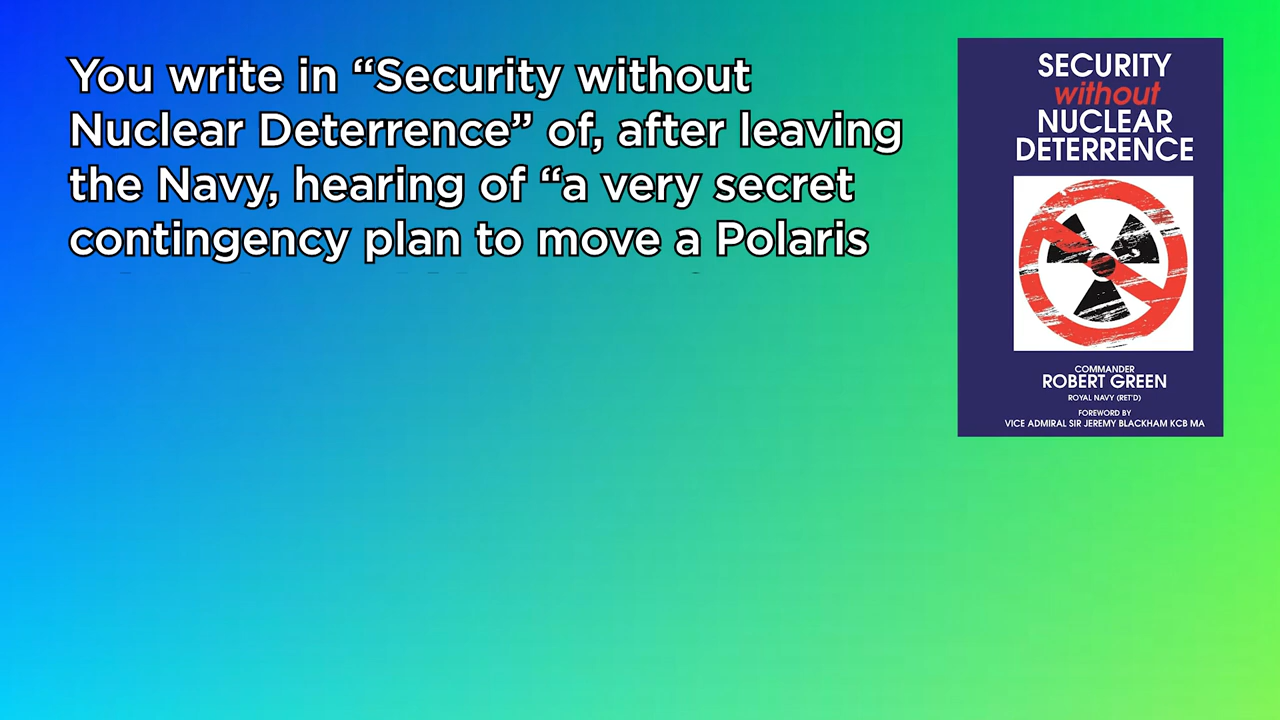 You write in “Security without
Nuclear Deterrence” of, after leaving
the Navy, hearing of “a very secret
contingency plan to move a Polaris
SECURITY
without
NUCLEAR
DETERRENCE
COMMANDER
ROBERT GREEN
ROYAL NAVY (RET'D)
FOREWORD BY
VICE ADMIRAL SIR JEREMY BLACKHAM KCB MA